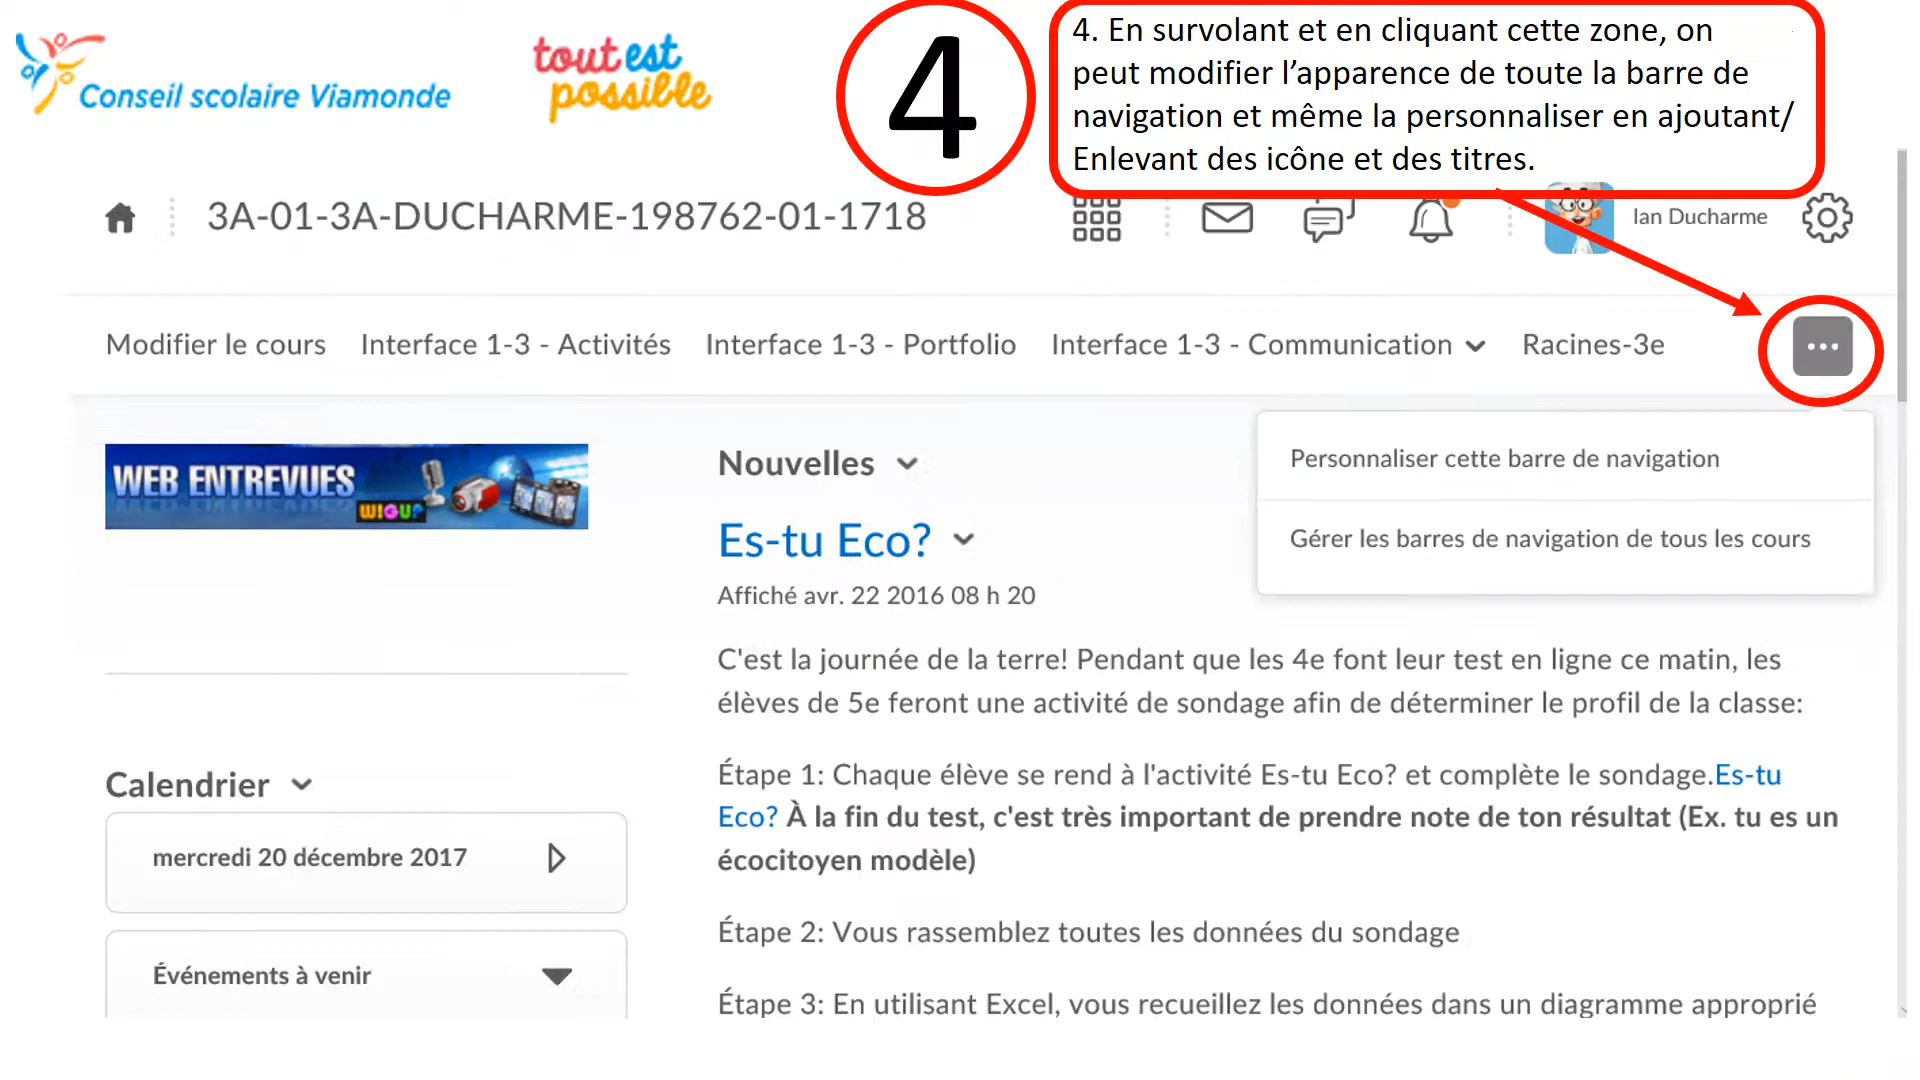 Conseil scolaire Viamonde
tout est
possible
4
4. En survolant et en cliquant cette zone, on
peut modifier l’apparence de toute la barre de
navigation et même la personnaliser en ajoutant/
Enlevant des icône et des titres.
3A-01-3A-DUCHARME-198762-01-1718
Ian Ducharme
Modifier le cours Interface 1-3 - Activités Interface 1-3 - Portfolio Interface 1-3 - Communication Racines-3e
WEB ENTREVUES
WIGUP
Nouvelles
Personnaliser cette barre de navigation
Gérer les barres de navigation de tous les cours
Es-tu Eco?
Affiché avr. 22 2016 08 h 20
C'est la journée de la terre! Pendant que les 4e font leur test en ligne ce matin, les
élèves de 5e feront une activité de sondage afin de déterminer le profil de la classe:
Étape 1: Chaque élève se rend à l'activité Es-tu Eco? et complète le sondage.Es-tu
Eco? À la fin du test, c'est très important de prendre note de ton résultat (Ex. tu es un
écocitoyen modèle)
Étape 2: Vous rassemblez toutes les données du sondage
Étape 3: En utilisant Excel, vous recueillez les données dans un diagramme approprié
Calendrier
mercredi 20 décembre 2017
Événements à venir